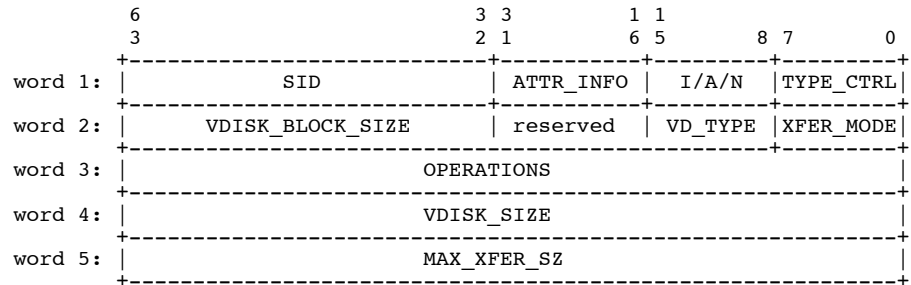 6 3 3 1 1
3 2 1 6 5 8 7 0
word 1: | SID | ATTR_INFO | I/A/N |TYPE_CTRL|
word 2: | VDISK_BLOCK_SIZE | reserved | VD_TYPE |XFER_MODE|
word 3: | OPERATIONS |
word 4: | VDISK_SIZE |
word 5: | MAX_XFER_SZ |